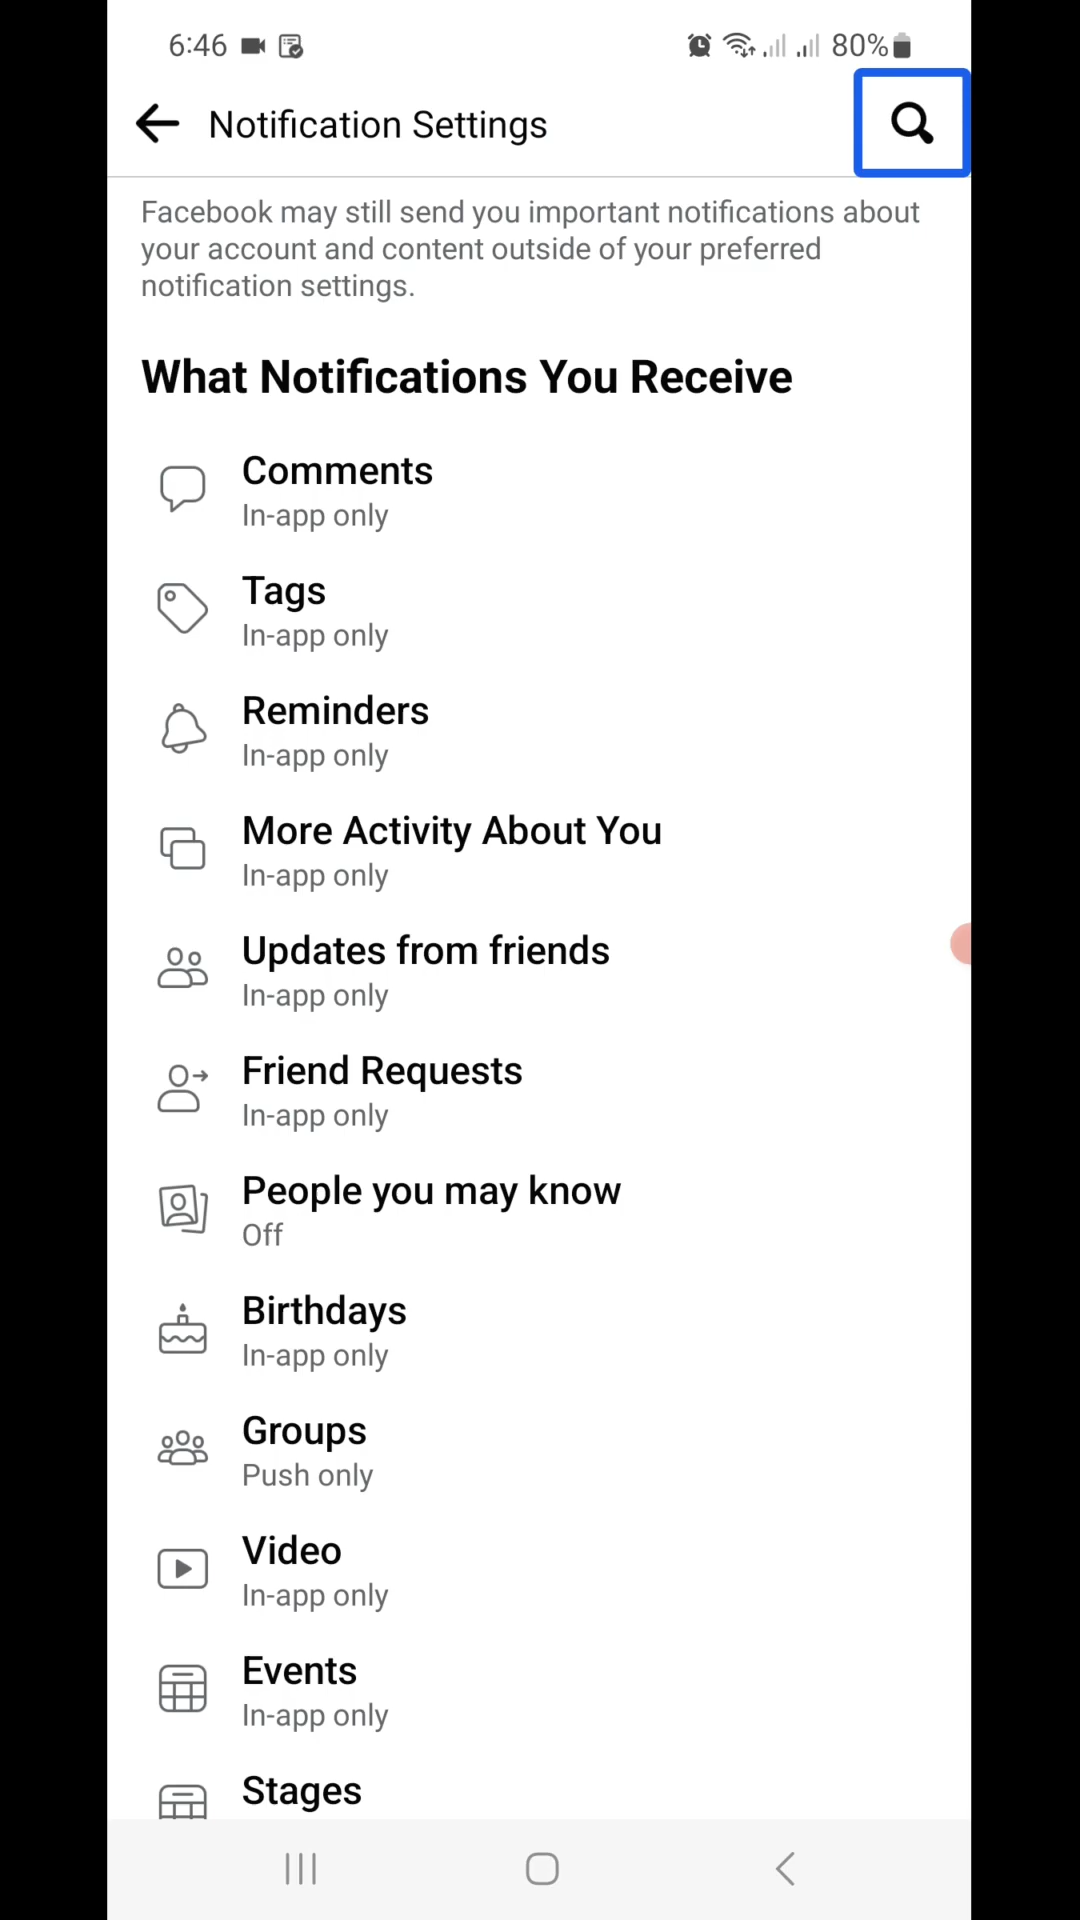 6:46
80%
Notification Settings
Facebook may still send you important notifications about
your account and content outside of your preferred
notification settings.
What Notifications You Receive
Comments
In-app only
Tags
In-app only
Reminders
In-app only
More Activity About You
In-app only
Updates from friends
In-app only
Friend Requests
In-app only
People you may know
Off
Birthdays
In-app only
Groups
Push only
Video
In-app only
Events
In-app only
Stages